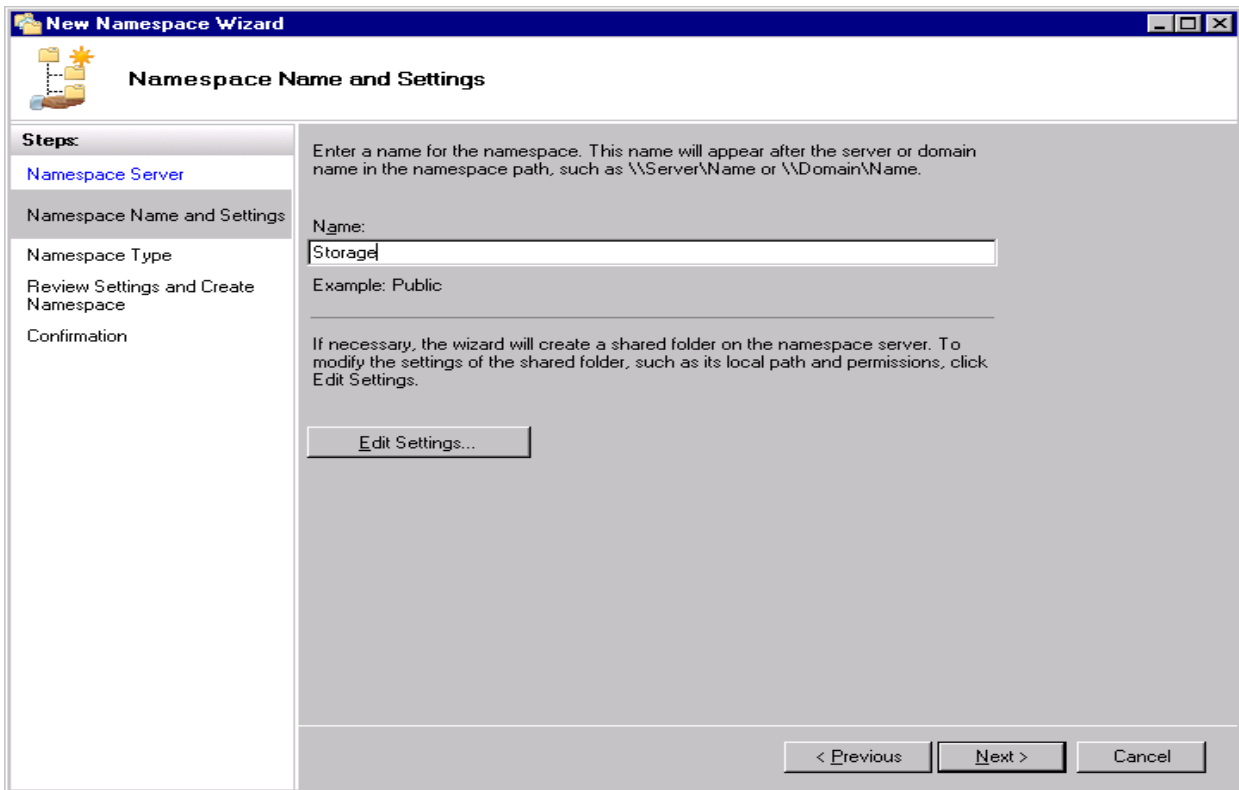 New Namespace Wizard
Namespace Name and Settings
Steps:
Namespace Server
Namespace Name and Settings
Namespace Type
Review Settings and Create
Namespace
Confirmation
Enter a name for the namespace. This name will appear after the server or domain
name in the namespace path, such as \\Server\Name or \\Domain\Name.
Name:
Storage
Example: Public
If necessary, the wizard will create a shared folder on the namespace server. To
modify the settings of the shared folder, such as its local path and permissions, click
Edit Settings.
Edit Settings...
< Previous
Next >
Cancel